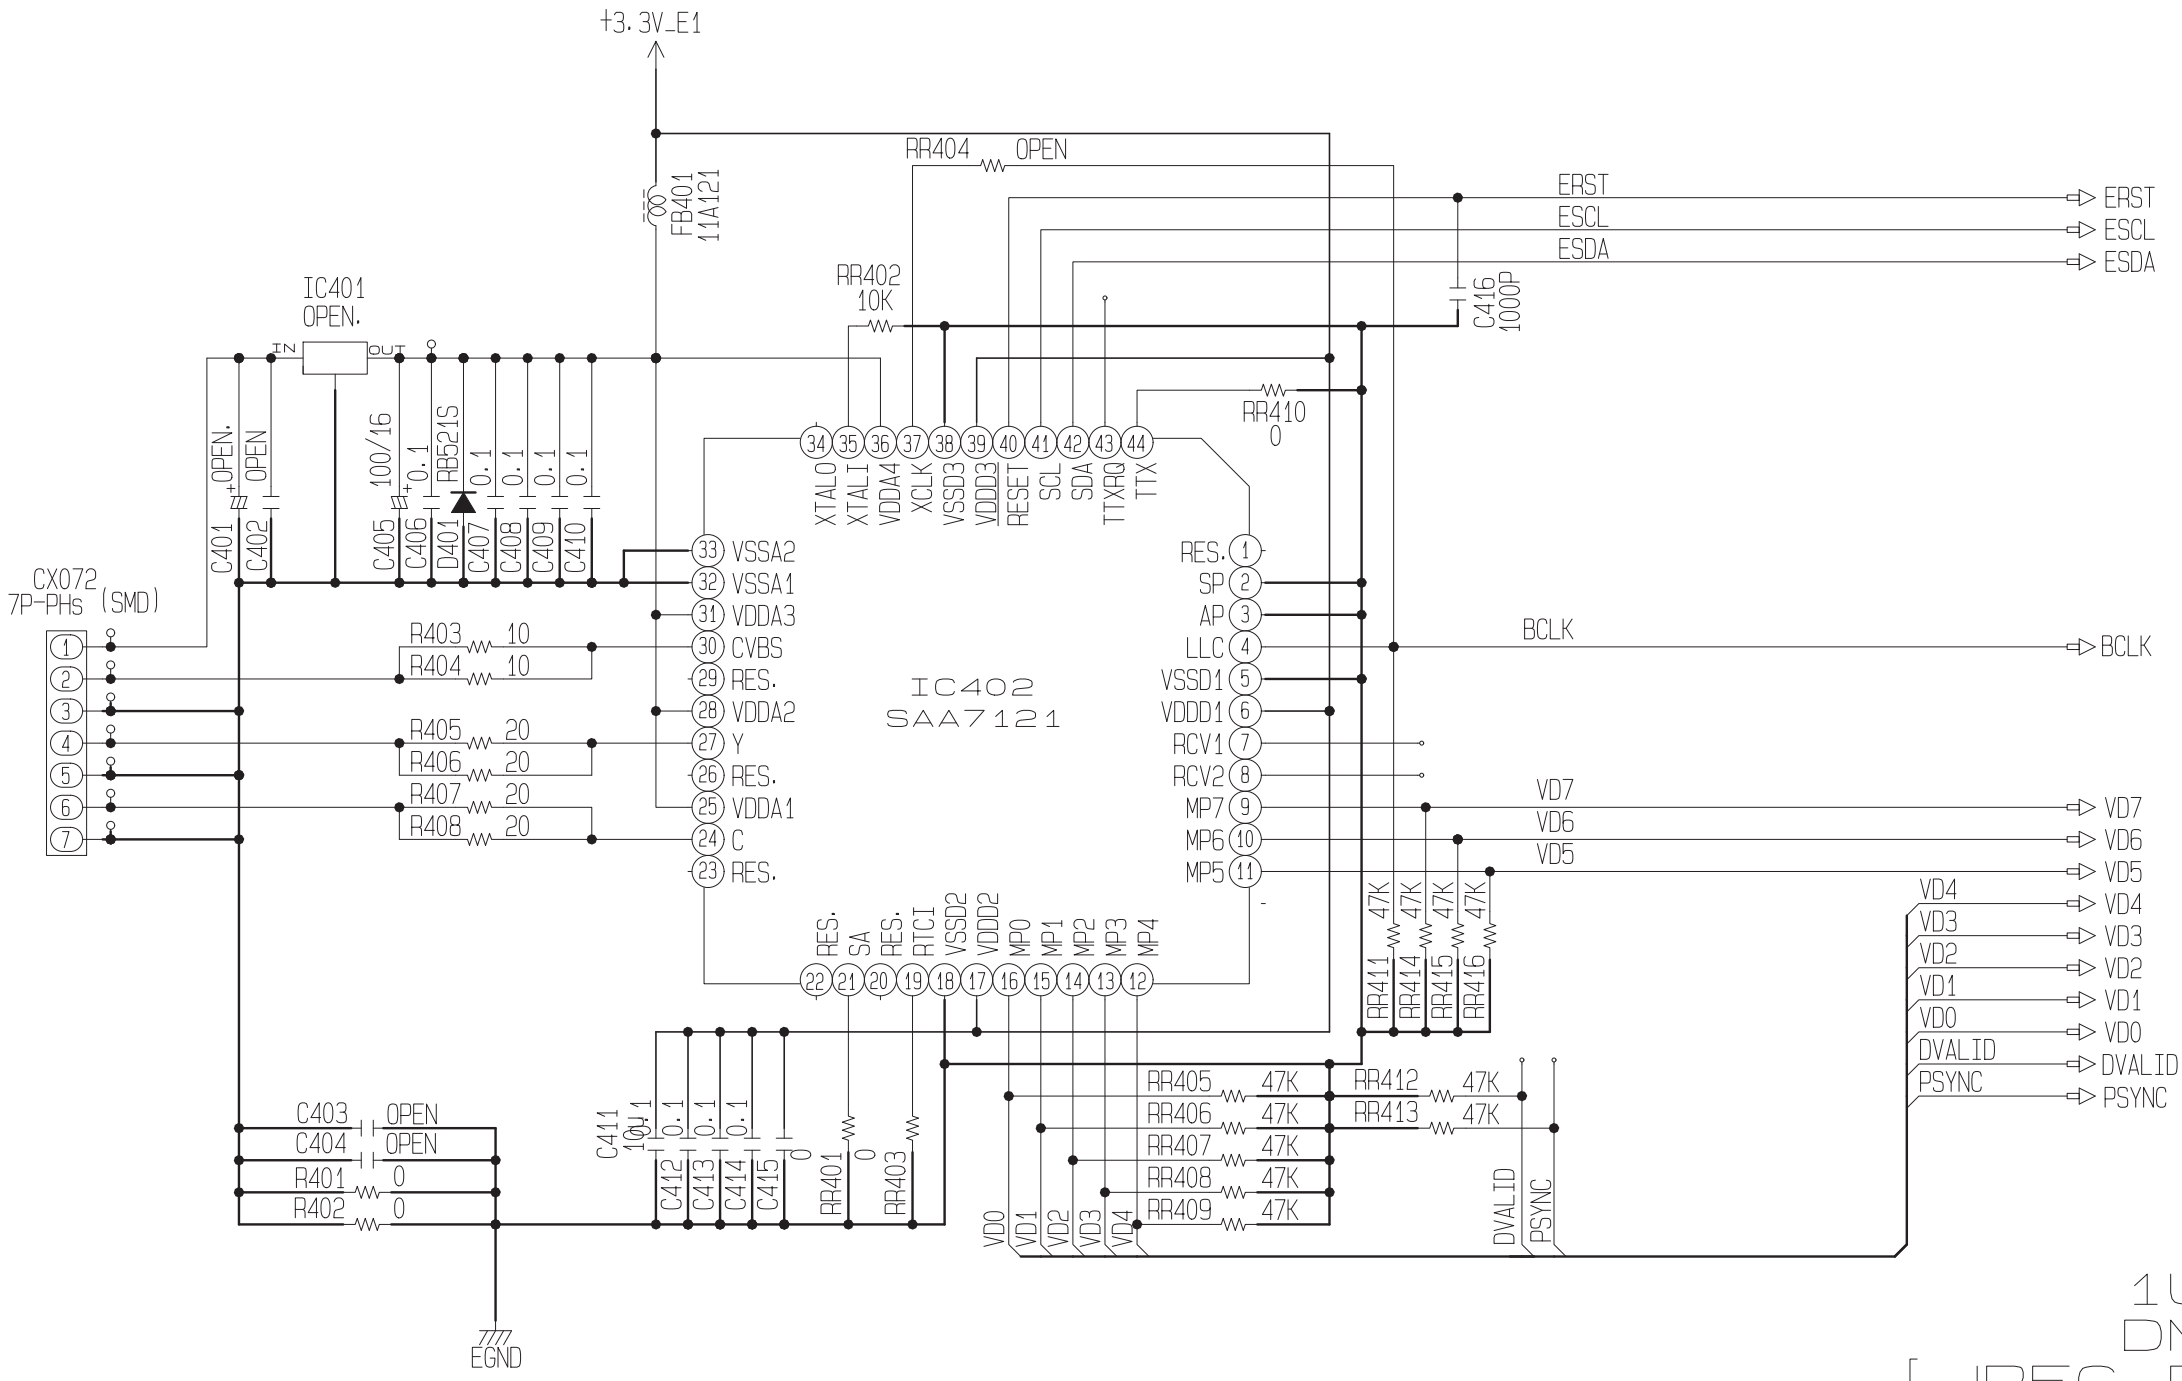 +3.3V_E1
RR404 OPEN
FB401
11A121
ERST
ERST
ESCL
ESCL
ESDA
ESDA
RR402
10K
C416
1000P
IC401
OPEN.
IN
OUT
RR410
0
C401
OPEN.
C402
OPEN
C405
100/16
C406
0.1
D401
RB521S
C407
0.1
C408
0.1
C409
0.1
C410
0.1
34 35 36 37 38 39 40 41 42 43 44
XTALO
XTALI
VDDA4
XCLK
VSSD3
VDDD3
RESET
SCL
SDA
TTXRQ
TTX
CX072
7P-PHs (SMD)
1
2
3
4
5
6
7
R403 10
R404 10
R405 20
R406 20
R407 20
R408 20
33 VSSA2
32 VSSA1
31 VDDA3
30 CVBS
29 RES.
28 VDDA2
27 Y
26 RES.
25 VDDA1
24 C
23 RES.
IC402
SAA7121
RES. 1
SP 2
AP 3
LLC 4
VSSD1 5
VDDD1 6
RCV1 7
RCV2 8
MP7 9
MP6 10
MP5 11
BCLK
BCLK
VD7
VD7
VD6
VD6
VD5
VD5
VD4
VD4
VD3
VD3
VD2
VD2
VD1
VD1
VD0
VD0
DVALID
DVALID
PSYNC
PSYNC
RES.
SA
RES.
RTCI
VSSD2
VDDD2
MP0
MP1
MP2
MP3
MP4
22 21 20 19 18 17 16 15 14 13 12
RR411
47K
RR414
47K
RR415
47K
RR416
47K
C403 OPEN
C404 OPEN
R401 0
R402 0
C411
10u
0.1
C412
0.1
C413
0.1
C414
0.1
C415
0
RR401
0
RR403
RR405 47K
RR406 47K
RR407 47K
RR408 47K
RR409 47K
RR412 47K
RR413 47K
VD0
VD1
VD2
VD3
VD4
DVALID
PSYNC
EGND